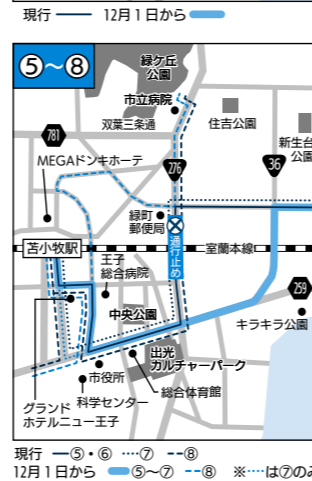 現行 12月1日から
⑤〜⑧
緑ケ丘
公園
市立病院
双葉三条通
住吉公園
新生台
公園
781
276
36
MEGAドンキホーテ
緑町
郵便局
通行止め
苫小牧駅
室蘭本線
王子
総合病院
259
中央公園
キラキラ公園
出光
カルチャーパーク
市役所
総合体育館
科学センター
グランド
ホテルニュー王子
現行 ⑤・⑥ ⑦ ⑧
12月1日から ⑤〜⑦ ⑧ ※ は⑦のみ